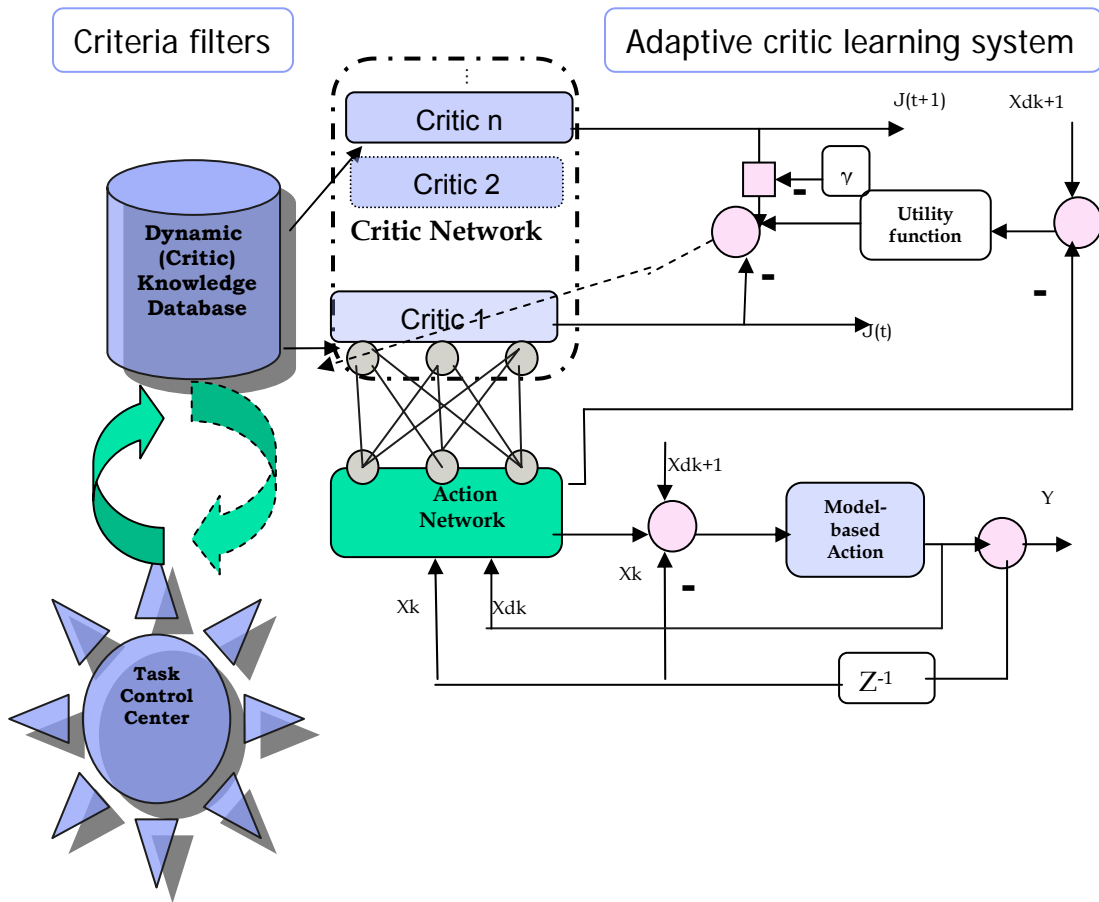 Criteria filters
Adaptive critic learning system
⋮
Critic n
J(t+1)
Xdk+1
Critic 2
γ
-
Critic Network
Utility
function
Dynamic
(Critic)
Knowledge
Database
-
-
Critic 1
J(t)
Xdk+1
Action
Network
Model-
based
Action
Y
Xk
-
Xk
Xdk
Z⁻¹
Task
Control
Center